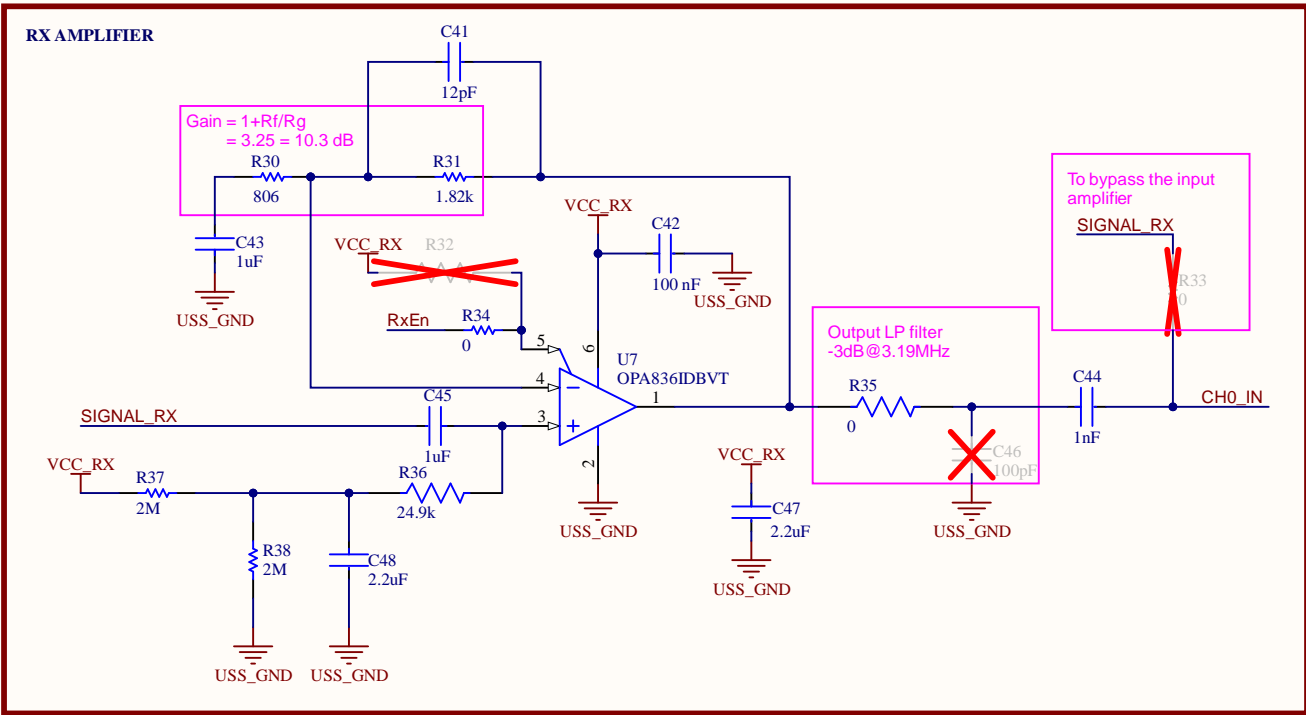 RX AMPLIFIER
C41
12pF
Gain = 1+Rf/Rg
= 3.25 = 10.3 dB
R30
806
R31
1.82k
C43
1uF
USS_GND
VCC_RX
R32
RxEn
R34
0
VCC_RX
C42
100 nF
USS_GND
5
6
4
3
2
1
U7
OPA836IDBVT
SIGNAL_RX
C45
1uF
VCC_RX
R37
2M
R36
24.9k
R38
2M
C48
2.2uF
USS_GND
USS_GND
USS_GND
VCC_RX
C47
2.2uF
USS_GND
Output LP filter
-3dB@3.19MHz
R35
0
C46
100pF
USS_GND
C44
1nF
To bypass the input
amplifier
SIGNAL_RX
R33
0
CH0_IN